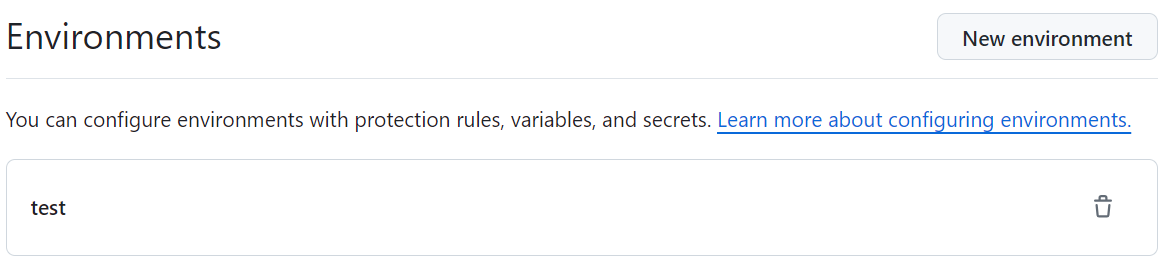 Environments
New environment
You can configure environments with protection rules, variables, and secrets. Learn more about configuring environments.
test